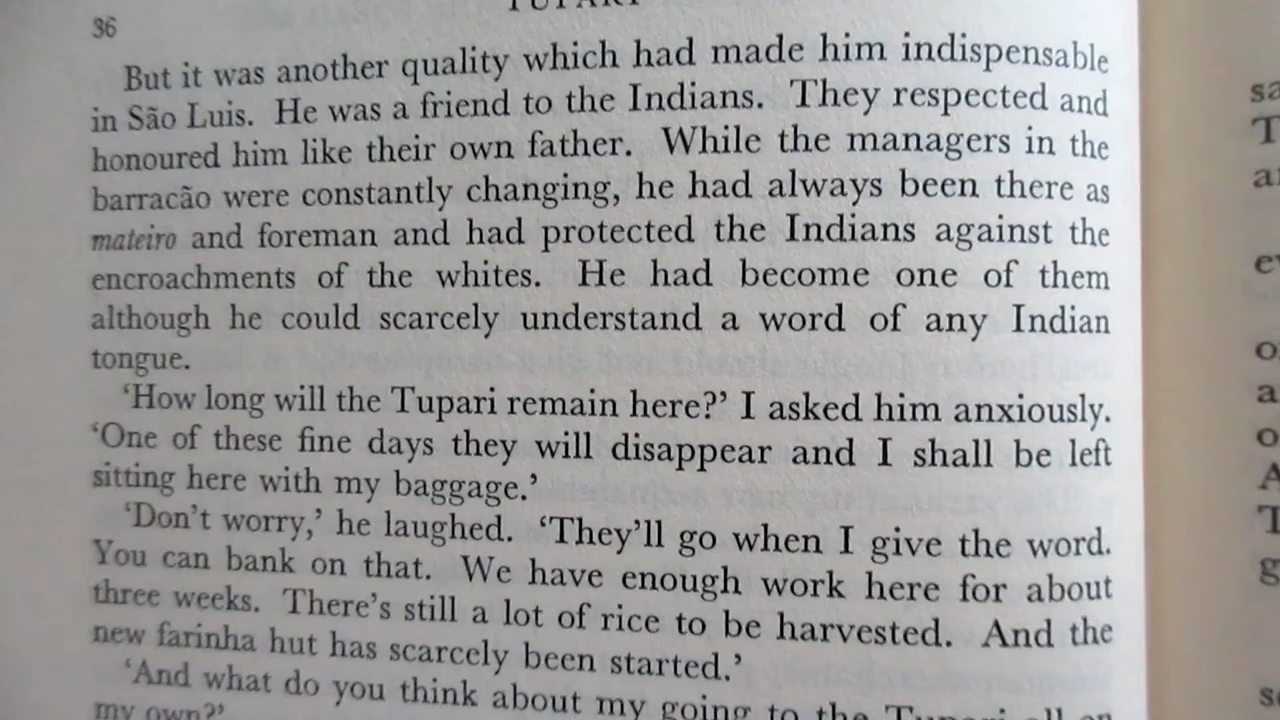 36
TUPARI
But it was another quality which had made him indispensable
in São Luis. He was a friend to the Indians. They respected and
honoured him like their own father. While the managers in the
barracão were constantly changing, he had always been there as
mateiro and foreman and had protected the Indians against the
encroachments of the whites. He had become one of them
although he could scarcely understand a word of any Indian
tongue.
‘How long will the Tupari remain here?’ I asked him anxiously.
‘One of these fine days they will disappear and I shall be left
sitting here with my baggage.’
‘Don’t worry,’ he laughed. ‘They’ll go when I give the word.
You can bank on that. We have enough work here for about
three weeks. There’s still a lot of rice to be harvested. And the
new farinha hut has scarcely been started.’
‘And what do you think about my going to the Tupari all on
my own?’